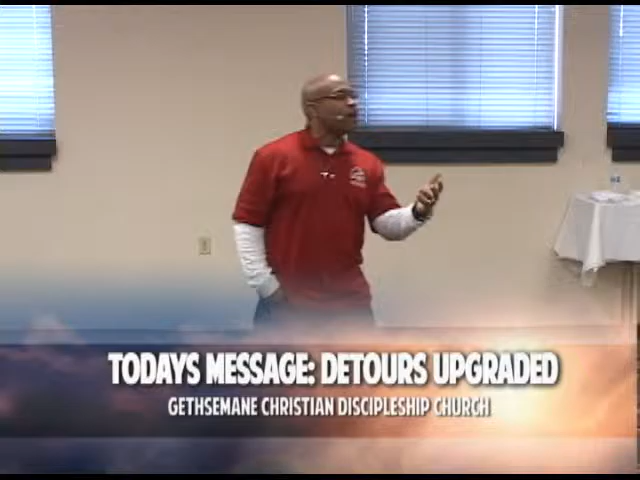 TODAYS MESSAGE: DETOURS UPGRADED
GETHSEMANE CHRISTIAN DISCIPLESHIP CHURCH